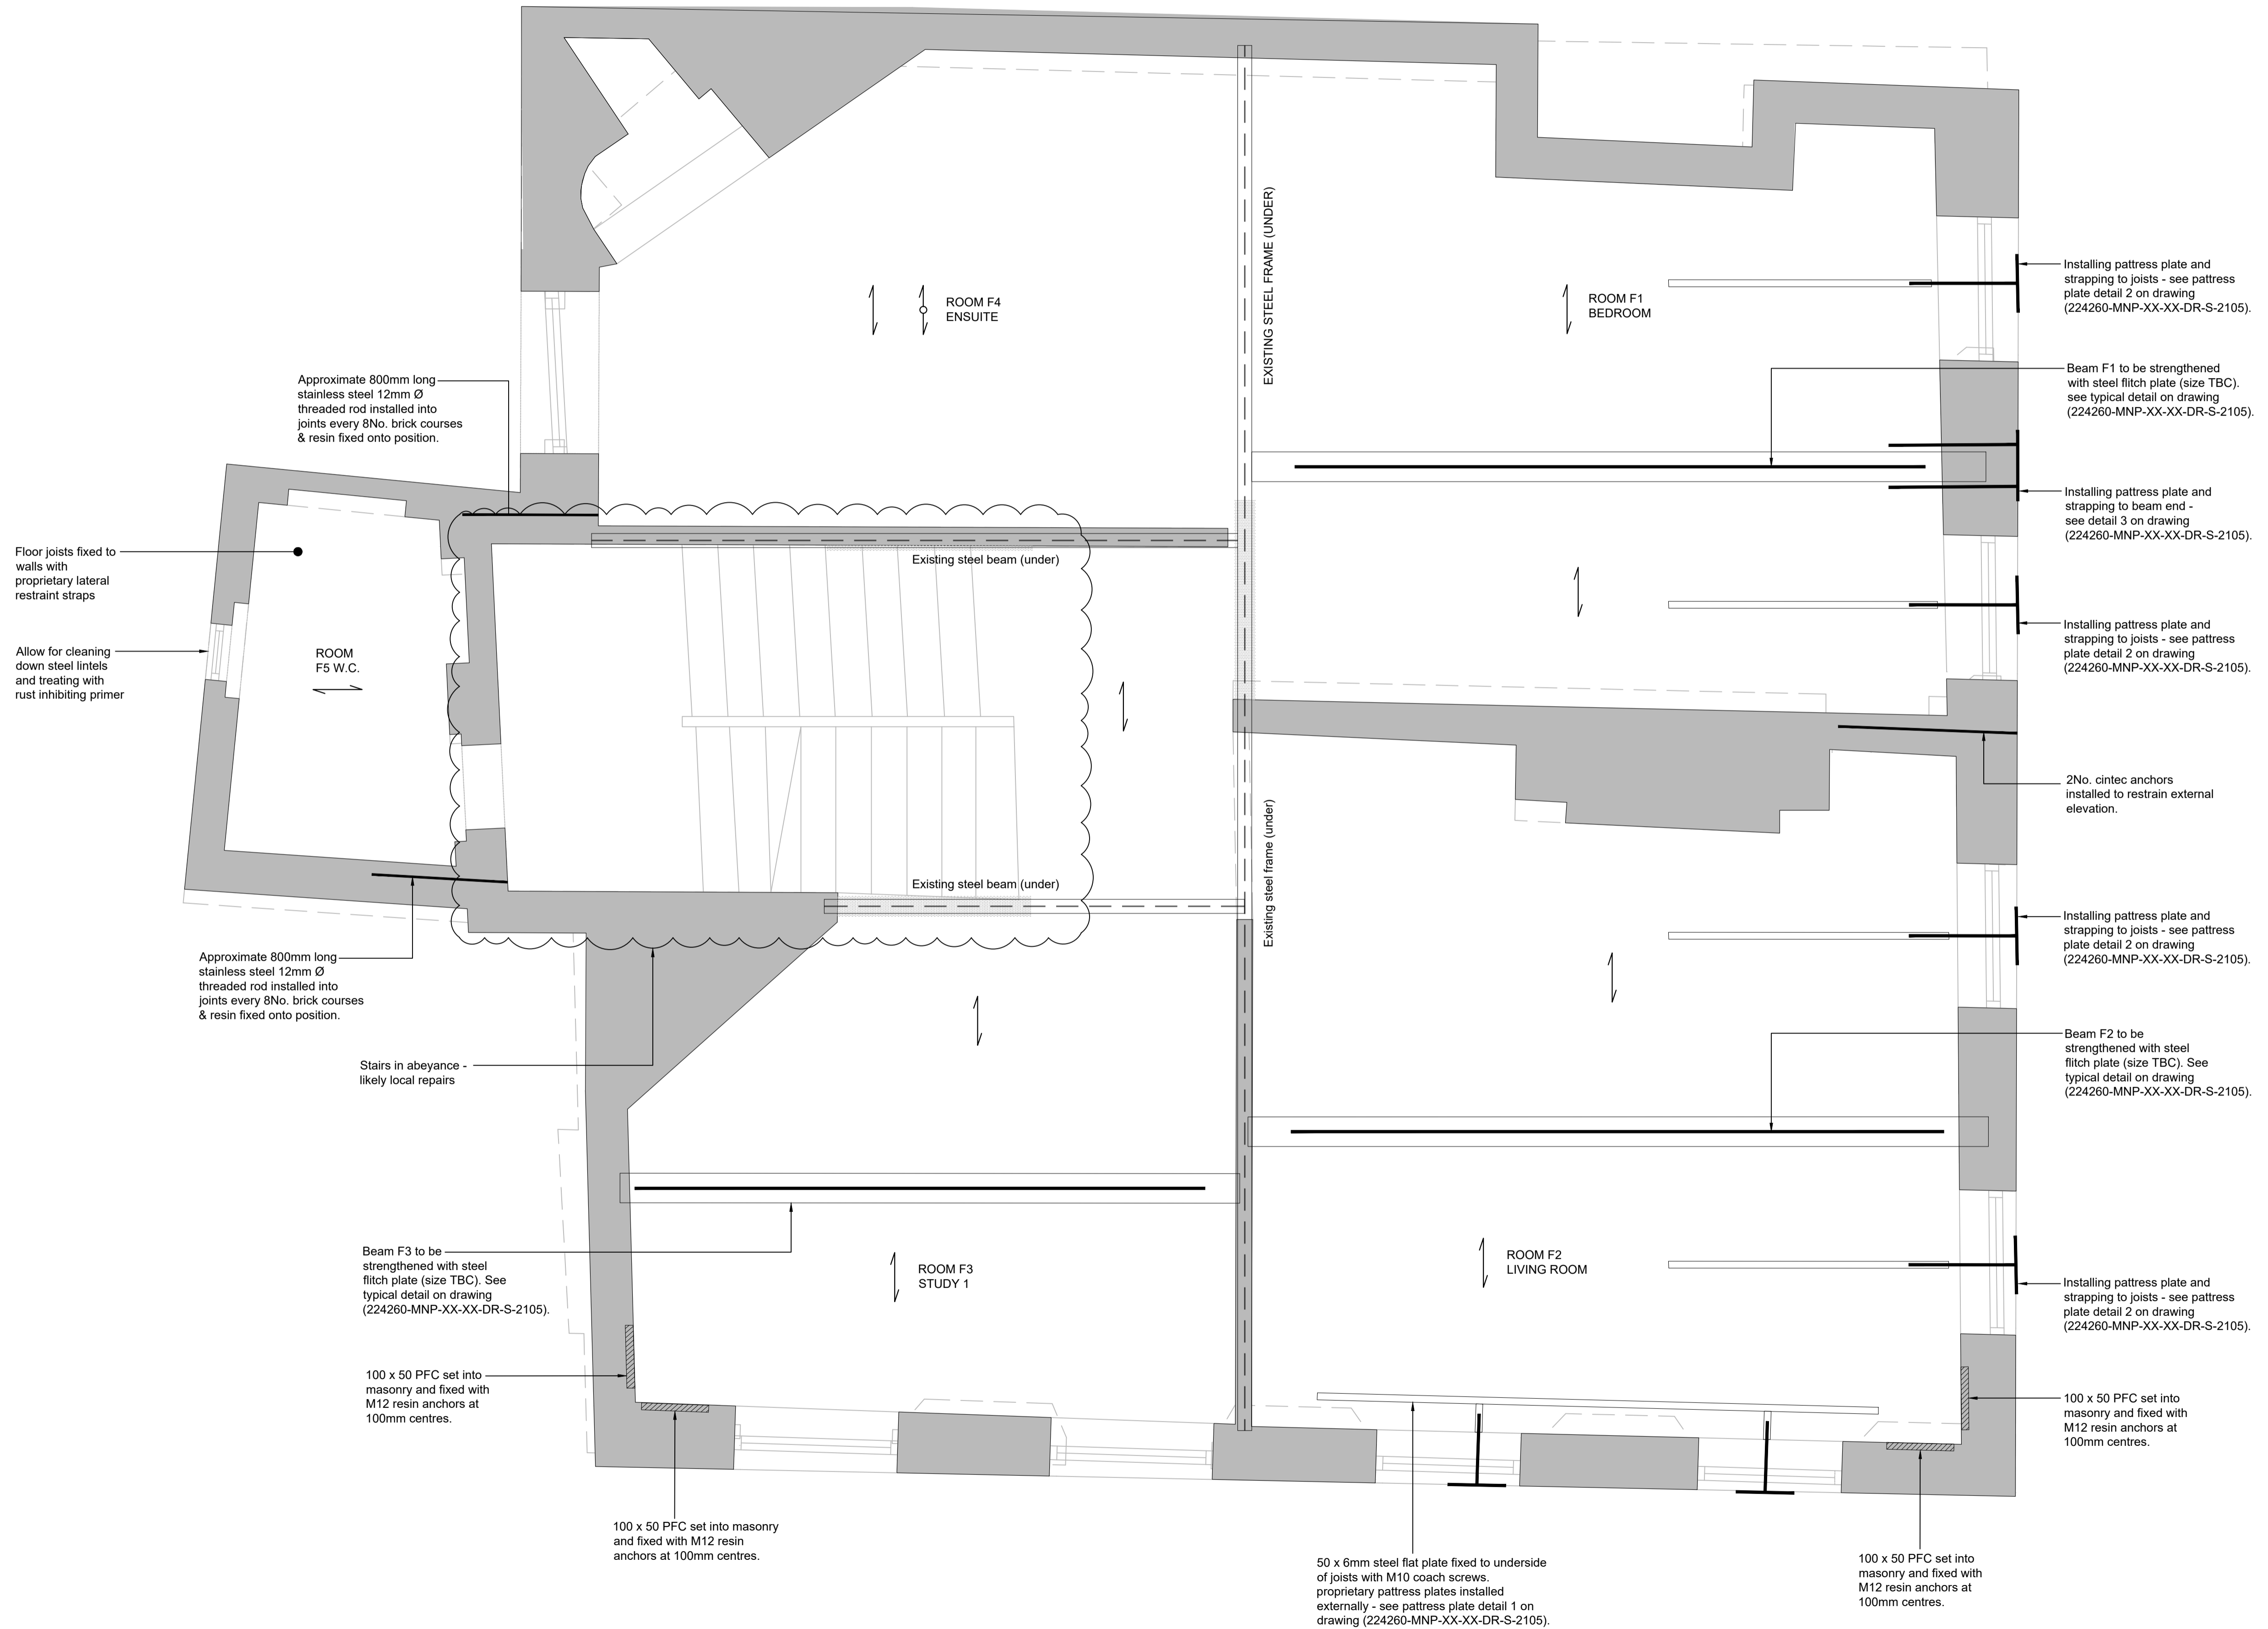 EXISTING STEEL FRAME (UNDER)
ROOM F4
ENSUITE
ROOM F1
BEDROOM
Installing pattress plate and
strapping to joists - see pattress
plate detail 2 on drawing
(224260-MNP-XX-XX-DR-S-2105).
Beam F1 to be strengthened
with steel flitch plate (size TBC).
see typical detail on drawing
(224260-MNP-XX-XX-DR-S-2105).
Approximate 800mm long
stainless steel 12mm Ø
threaded rod installed into
joints every 8No. brick courses
& resin fixed onto position.
Installing pattress plate and
strapping to beam end -
see detail 3 on drawing
(224260-MNP-XX-XX-DR-S-2105).
Floor joists fixed to
walls with
proprietary lateral
restraint straps
Existing steel beam (under)
Installing pattress plate and
strapping to joists - see pattress
plate detail 2 on drawing
(224260-MNP-XX-XX-DR-S-2105).
Allow for cleaning
down steel lintels
and treating with
rust inhibiting primer
ROOM
F5 W.C.
2No. cintec anchors
installed to restrain external
elevation.
Existing steel frame (under)
Existing steel beam (under)
Installing pattress plate and
strapping to joists - see pattress
plate detail 2 on drawing
(224260-MNP-XX-XX-DR-S-2105).
Approximate 800mm long
stainless steel 12mm Ø
threaded rod installed into
joints every 8No. brick courses
& resin fixed onto position.
Stairs in abeyance -
likely local repairs
Beam F2 to be
strengthened with steel
flitch plate (size TBC). See
typical detail on drawing
(224260-MNP-XX-XX-DR-S-2105).
Beam F3 to be
strengthened with steel
flitch plate (size TBC). See
typical detail on drawing
(224260-MNP-XX-XX-DR-S-2105).
ROOM F3
STUDY 1
ROOM F2
LIVING ROOM
Installing pattress plate and
strapping to joists - see pattress
plate detail 2 on drawing
(224260-MNP-XX-XX-DR-S-2105).
100 x 50 PFC set into
masonry and fixed with
M12 resin anchors at
100mm centres.
100 x 50 PFC set into
masonry and fixed with
M12 resin anchors at
100mm centres.
100 x 50 PFC set into masonry
and fixed with M12 resin
anchors at 100mm centres.
50 x 6mm steel flat plate fixed to underside
of joists with M10 coach screws.
proprietary pattress plates installed
externally - see pattress plate detail 1 on
drawing (224260-MNP-XX-XX-DR-S-2105).
100 x 50 PFC set into
masonry and fixed with
M12 resin anchors at
100mm centres.